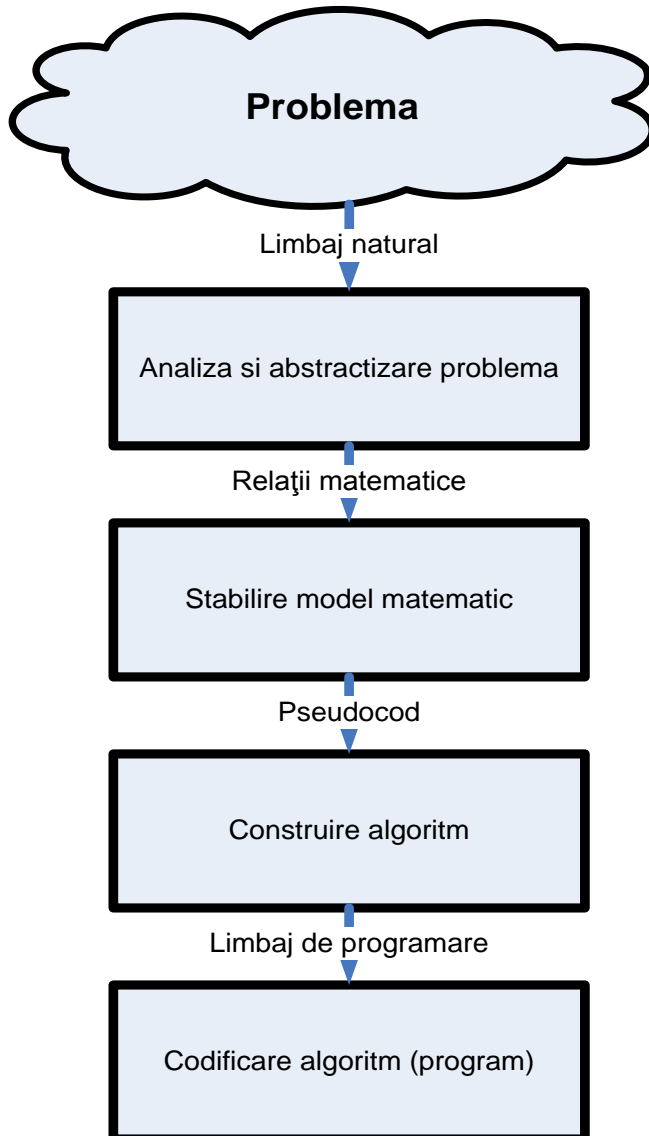 Problema
Limbaj natural
Analiza si abstractizare problema
Relaţii matematice
Stabilire model matematic
Pseudocod
Construire algoritm
Limbaj de programare
Codificare algoritm (program)